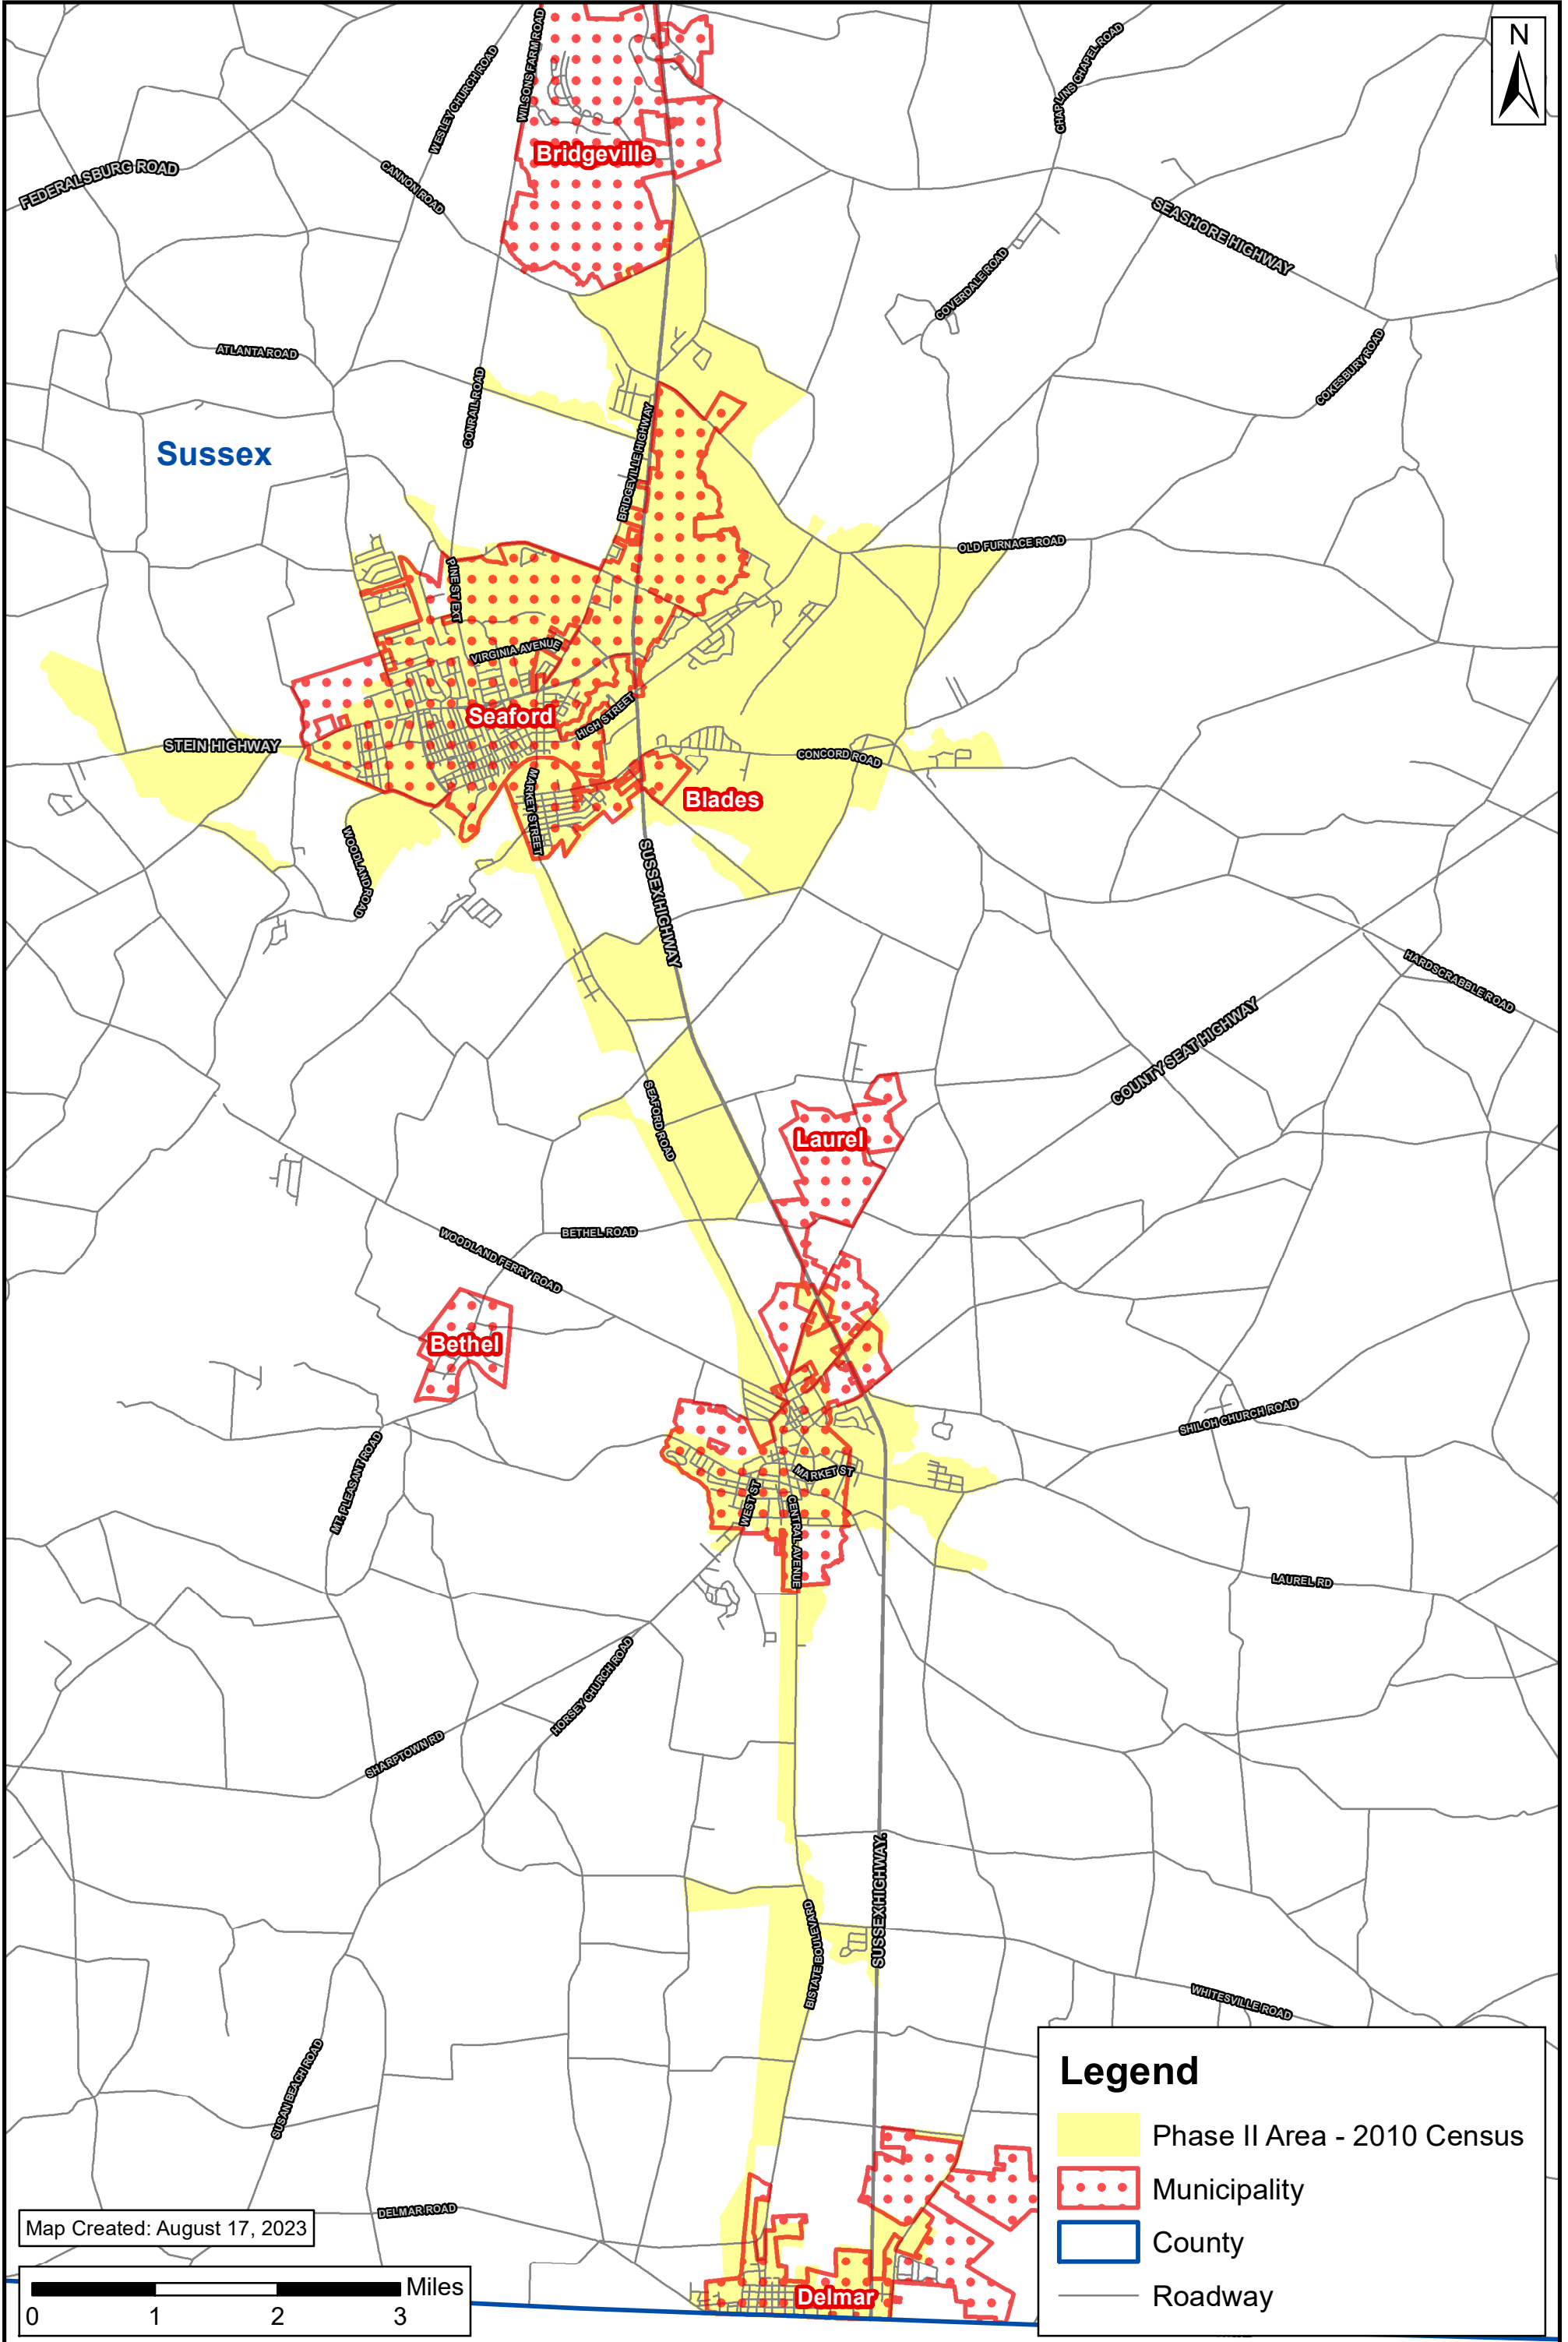 N
WESLEY CHURCH ROAD
WILSONS FARM ROAD
CHAPLINS CHAPEL ROAD
Bridgeville
FEDERALSBURG ROAD
CANNON ROAD
SEASHORE HIGHWAY
COVERDALE ROAD
ATLANTA ROAD
COKESBURY ROAD
CONRAIL ROAD
Sussex
BRIDGEVILLE HIGHWAY
OLD FURNACE ROAD
PINE ST EXT
VIRGINIA AVENUE
Seaford
HIGH STREET
STEIN HIGHWAY
CONCORD ROAD
Blades
MARKET STREET
WOODLAND ROAD
SUSSEX HIGHWAY
HARDSCRABBLE ROAD
COUNTY SEAT HIGHWAY
SEAFORD ROAD
Laurel
BETHEL ROAD
WOODLAND FERRY ROAD
Bethel
SHILOH CHURCH ROAD
MT. PLEASANT ROAD
MARKET ST
WEST ST
CENTRAL AVENUE
LAUREL RD
HORSEY CHURCH ROAD
SHARPTOWN RD
SUSSEX HIGHWAY.
BISTATE BOULEVARD
WHITESVILLE ROAD
SUSAN BEACH ROAD
DELMAR ROAD
Delmar
Legend
Phase II Area - 2010 Census
Municipality
County
Roadway
Map Created: August 17, 2023
Miles
0 1 2 3